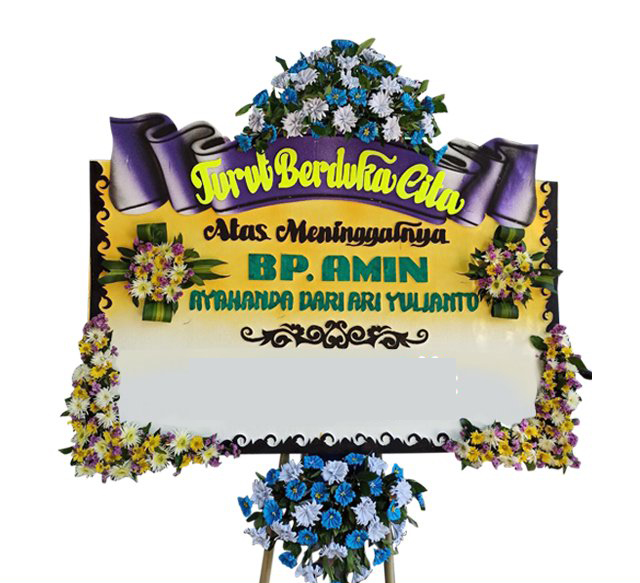 Turut Berduka Cita
Atas Meninggalnya
BP. AMIN
AYAHANDA DARI ARI YULIANTO